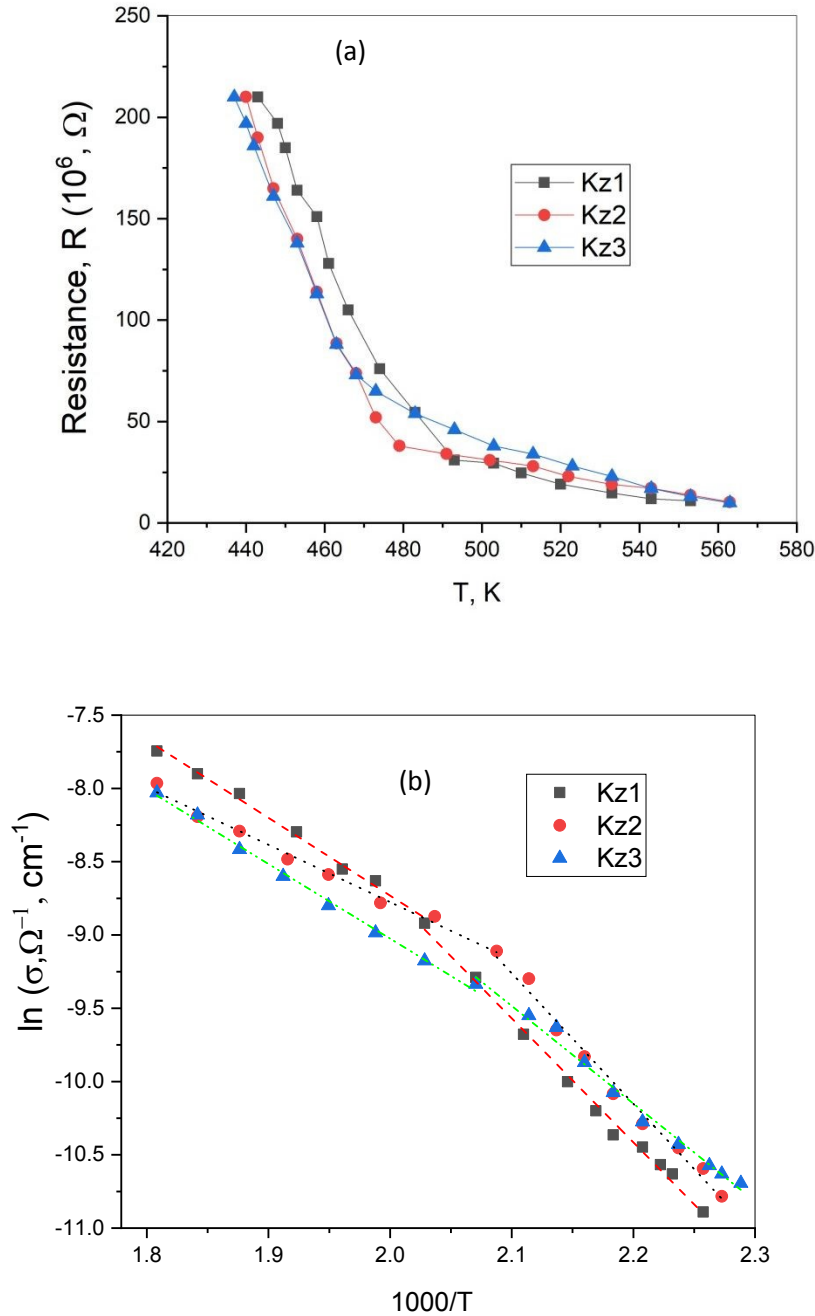 (a)
Resistance, R (10⁶, Ω)
250
200
150
100
50
0
Kz1
Kz2
Kz3
420 440 460 480 500 520 540 560 580
T, K
(b)
ln (σ,Ω⁻¹, cm⁻¹)
-7.5
-8.0
-8.5
-9.0
-9.5
-10.0
-10.5
-11.0
Kz1
Kz2
Kz3
1.8 1.9 2.0 2.1 2.2 2.3
1000/T